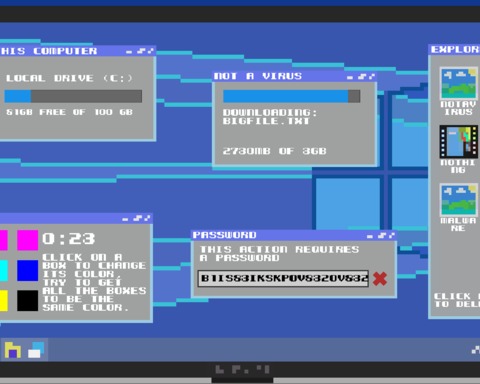 HIS COMPUTER
LOCAL DRIVE (C:)
61GB FREE OF 100 GB
NOT A VIRUS
DOWNLOADING:
BIGFILE.TXT
2730MB OF 3GB
EXPLOR
NOTAV
IRUS
NOTHI
NG
MALWA
RE
CLICK
TO DEL
0:23
CLICK ON A
BOX TO CHANGE
ITS COLOR.
TRY TO GET
ALL THE BOXES
TO BE THE
SAME COLOR.
PASSWORD
THIS ACTION REQUIRES
A PASSWORD